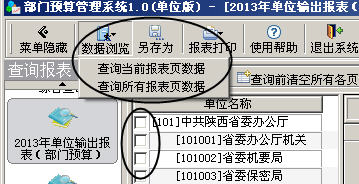 部门预算管理系统1.0(单位版) - [2013年单位输出报表(
菜单隐藏 数据浏览 另存为 报表打印 使用帮助 退出系统
查询报表
查询当前报表页数据
查询所有报表页数据
查询前清空所有各页
单位名称
2013年单位输出报表(部门预算)
[101]中共陕西省委办公厅
[101001]省委办公厅机关
[101002]省委机要局
[101003]省委保密局